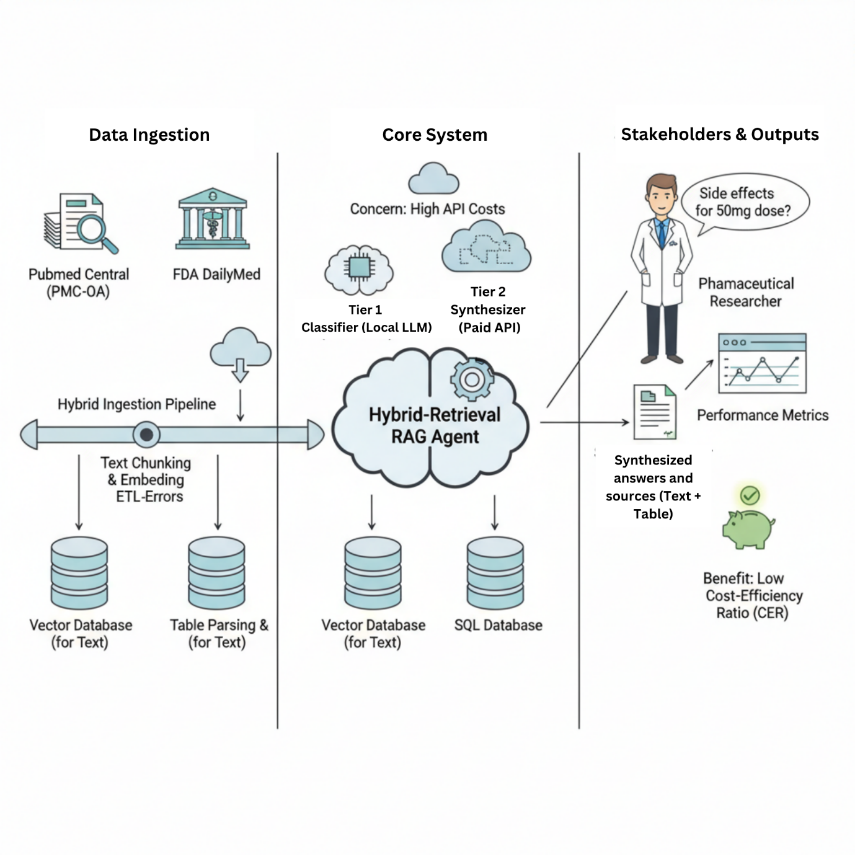 Data Ingestion
Core System
Stakeholders & Outputs
Pubmed Central
(PMC-OA)
FDA DailyMed
Hybrid Ingestion Pipeline
Text Chunking
& Embeding
ETL-Errors
Vector Database
(for Text)
Table Parsing &
(for Text)
Concern: High API Costs
Tier 1
Classifier (Local LLM)
Tier 2
Synthesizer
(Paid API)
Hybrid-Retrieval
RAG Agent
Vector Database
(for Text)
SQL Database
Side effects
for 50mg dose?
Phamaceutical
Researcher
Performance Metrics
Synthesized
answers and
sources (Text +
Table)
Benefit: Low
Cost-Efficiency
Ratio (CER)